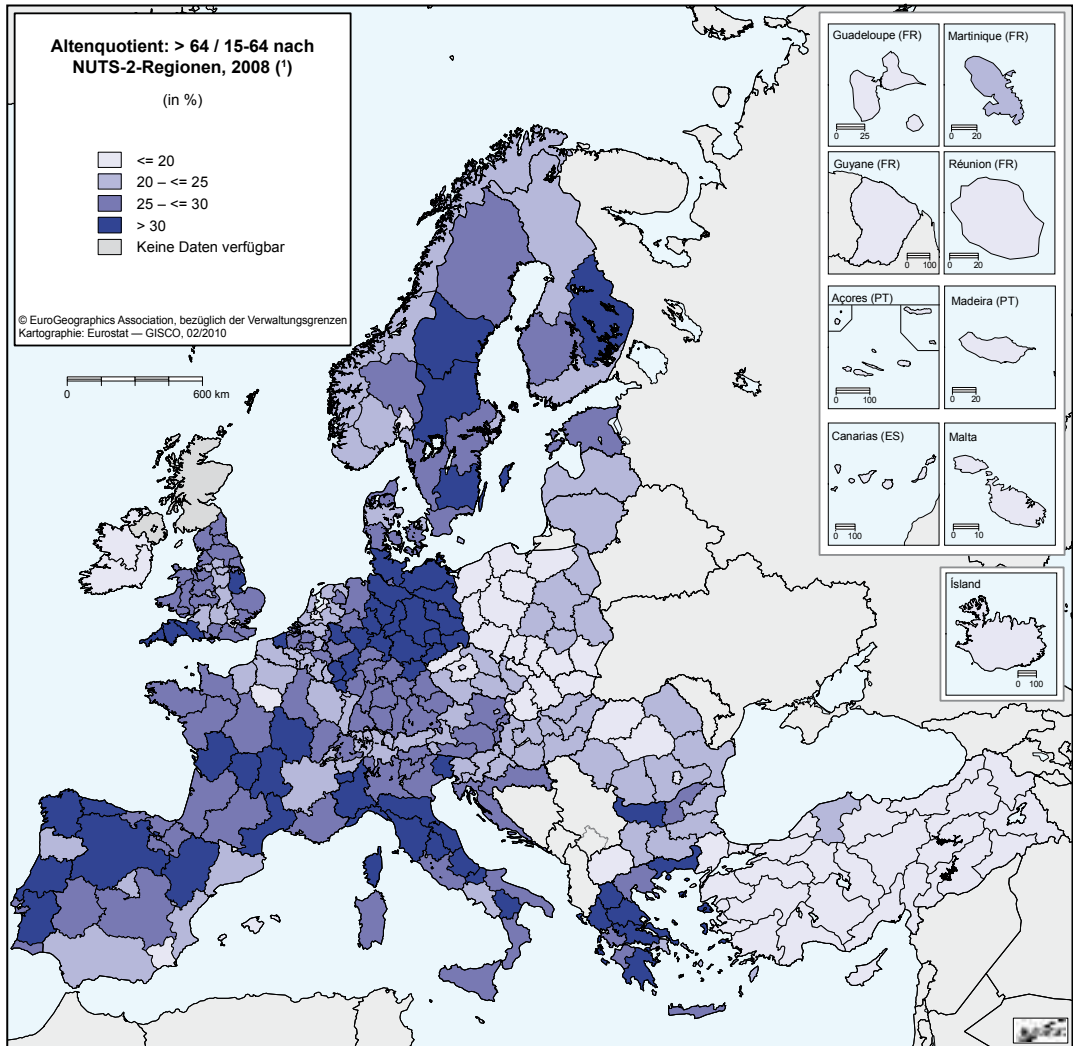 Altenquotient: > 64 / 15-64 nach
NUTS-2-Regionen, 2008 (¹)
(in %)
<= 20
20 – <= 25
25 – <= 30
> 30
Keine Daten verfügbar
© EuroGeographics Association, bezüglich der Verwaltungsgrenzen
Kartographie: Eurostat — GISCO, 02/2010
0 600 km
Guadeloupe (FR)
0 25
Martinique (FR)
0 20
Guyane (FR)
0 100
Réunion (FR)
0 20
Açores (PT)
0 100
Madeira (PT)
0 20
Canarias (ES)
0 100
Malta
0 10
Ísland
0 100